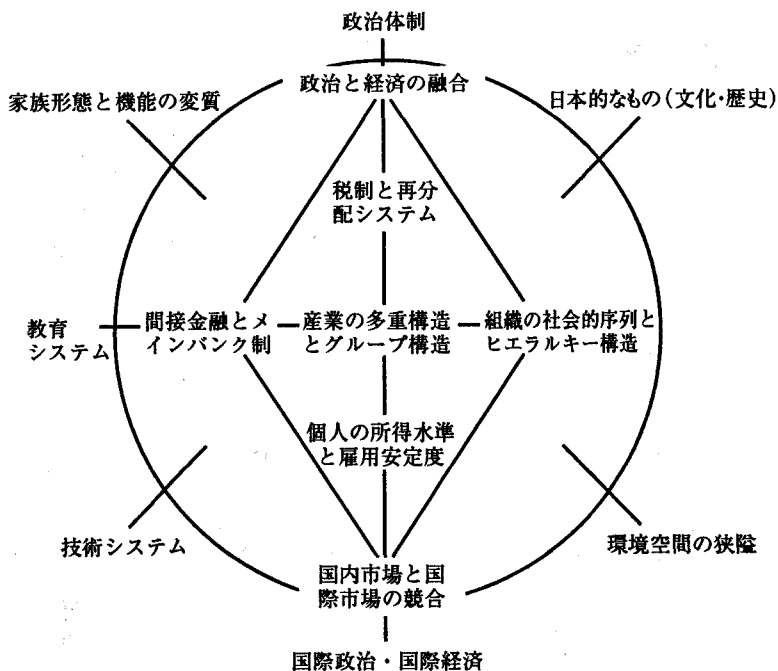 政治体制
政治と経済の融合
家族形態と機能の変質
日本的なもの(文化・歴史)
税制と再分
配システム
教育
システム
間接金融とメ
インバンク制
産業の多重構造
とグループ構造
組織の社会的序列と
ヒエラルキー構造
個人の所得水準
と雇用安定度
技術システム
環境空間の狭隘
国内市場と国
際市場の競合
国際政治・国際経済